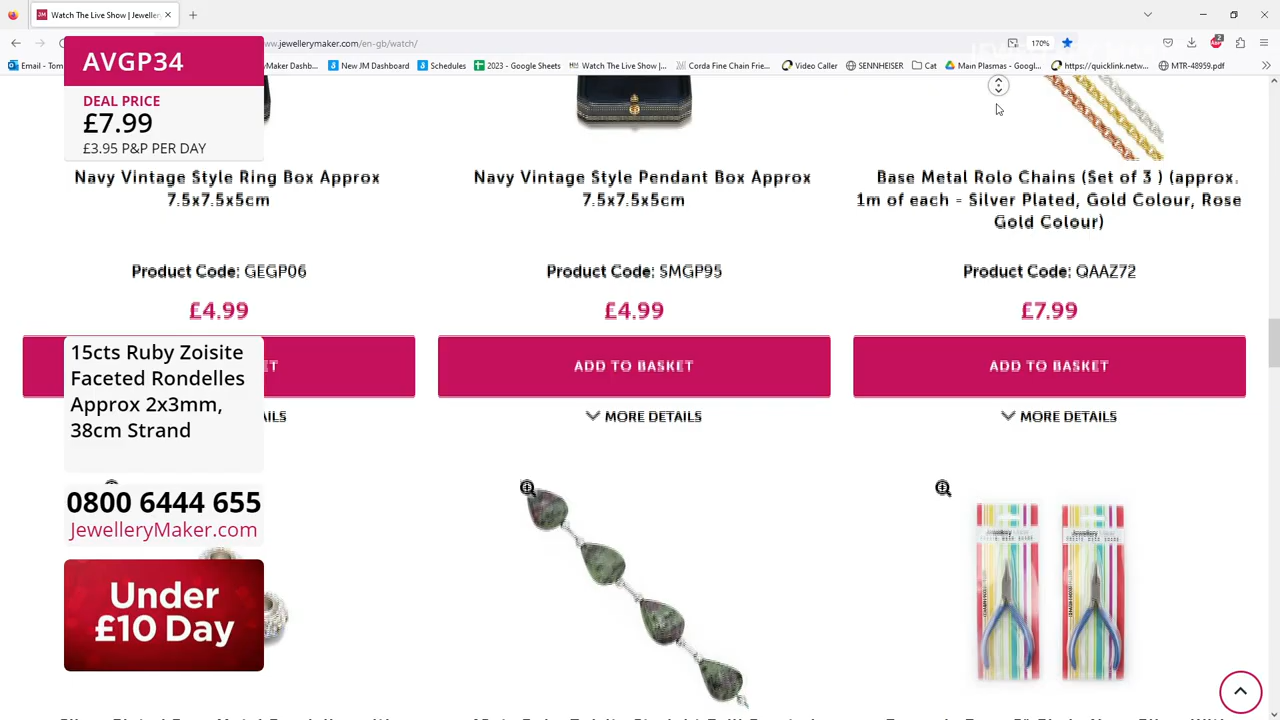 Watch The Live Show | Jeweller
ww.jewellerymaker.com/en-gb/watch/
170%
2
Email - Tom
Maker Dashb...
New JM Dashboard
Schedules
2023 - Google Sheets
Watch The Live Show |...
Corda Fine Chain Frie...
Video Caller
SENNHEISER
Cat
Main Plasmas - Googl...
https://quicklink.netw...
MTR-48959.pdf
AVGP34
DEAL PRICE
£7.99
£3.95 P&P PER DAY
Navy Vintage Style Ring Box Approx
7.5x7.5x5cm
Product Code: GEGP06
£4.99
ET
AILS
Navy Vintage Style Pendant Box Approx
7.5x7.5x5cm
Product Code: SMGP95
£4.99
ADD TO BASKET
MORE DETAILS
Base Metal Rolo Chains (Set of 3 ) (approx.
1m of each - Silver Plated, Gold Colour, Rose
Gold Colour)
Product Code: QAAZ72
£7.99
ADD TO BASKET
MORE DETAILS
15cts Ruby Zoisite
Faceted Rondelles
Approx 2x3mm,
38cm Strand
0800 6444 655
JewelleryMaker.com
Under
£10 Day